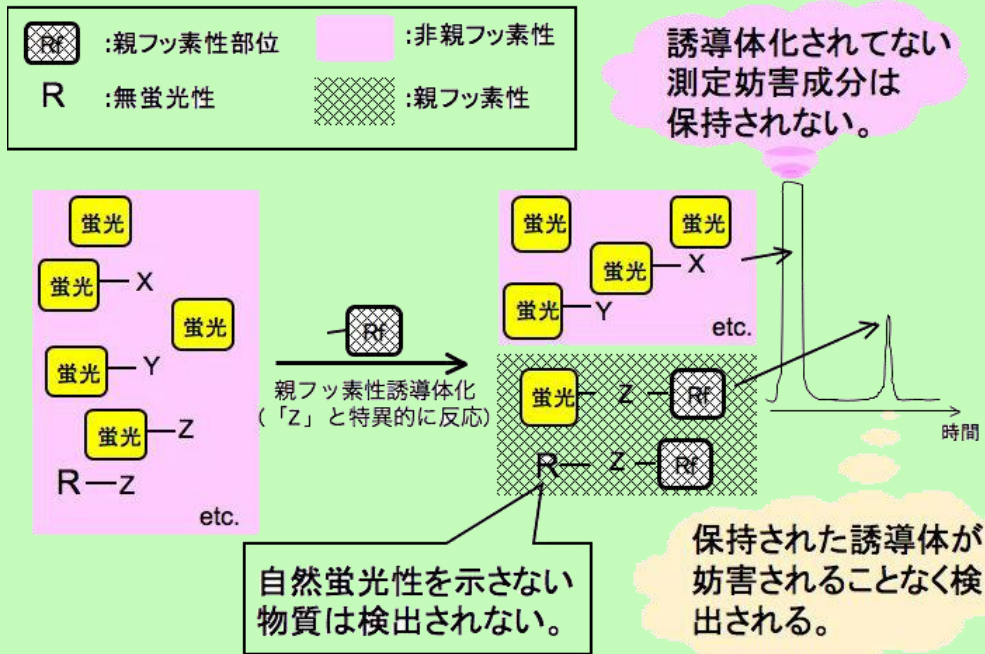 Rf :親フッ素性部位
:非親フッ素性
R :無蛍光性
:親フッ素性
誘導体化されてない
測定妨害成分は
保持されない。
蛍光
蛍光 X
蛍光
蛍光 Y
蛍光 Z
R Z
etc.
Rf
親フッ素性誘導体化
(「Z」と特異的に反応)
蛍光
蛍光
蛍光 X
蛍光 Y
etc.
蛍光 Z Rf
R Z Rf
時間
自然蛍光性を示さない
物質は検出されない。
保持された誘導体が
妨害されることなく検
出される。